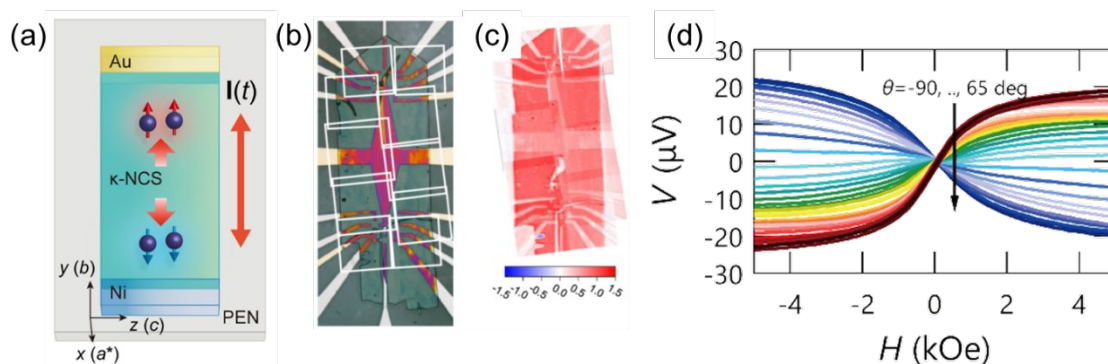 (a)
Au
I(t)
κ-NCS
y (b)
Ni
z (c)
PEN
x (a*)
(b)
(c)
-1.5 -1.0 -0.5 0.0 0.5 1.0 1.5
(d)
30
20
10
0
-10
-20
-30
V (μV)
θ=-90, .., 65 deg
-4 -2 0 2 4
H (kOe)